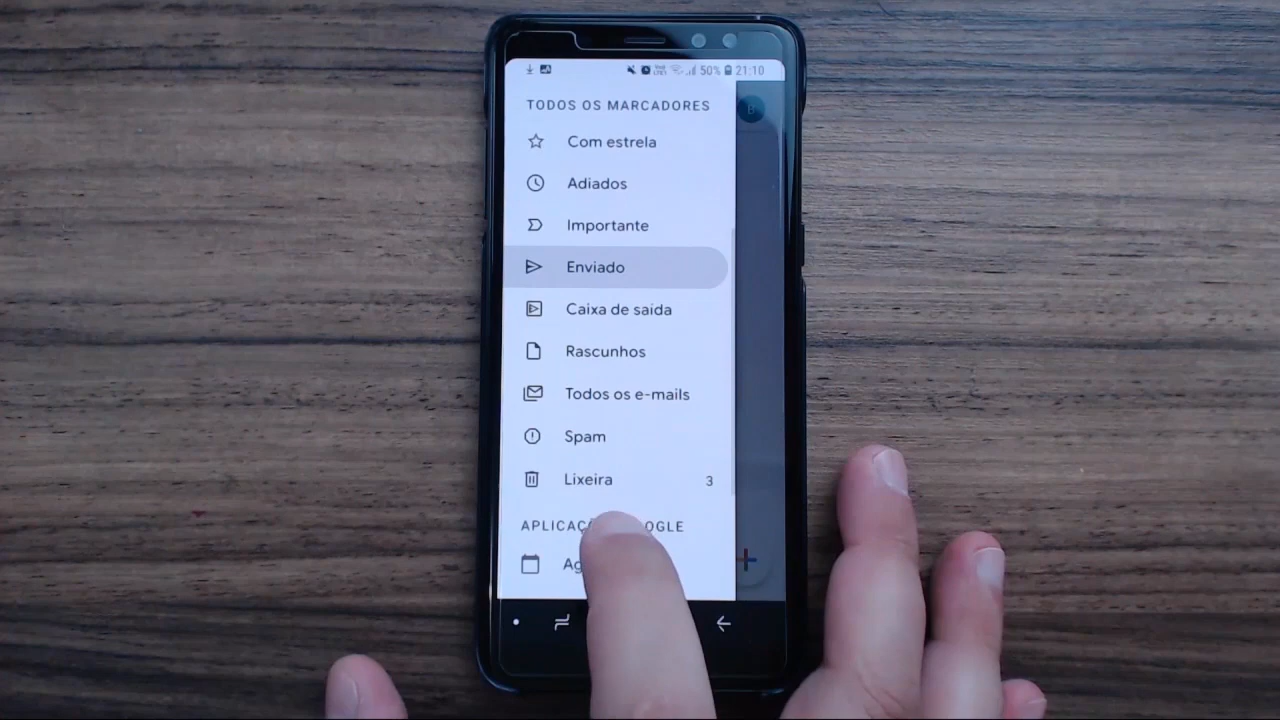 50% 21:10
TODOS OS MARCADORES
B
Com estrela
Adiados
Importante
Enviado
Caixa de saída
Rascunhos
Todos os e-mails
Spam
Lixeira 3